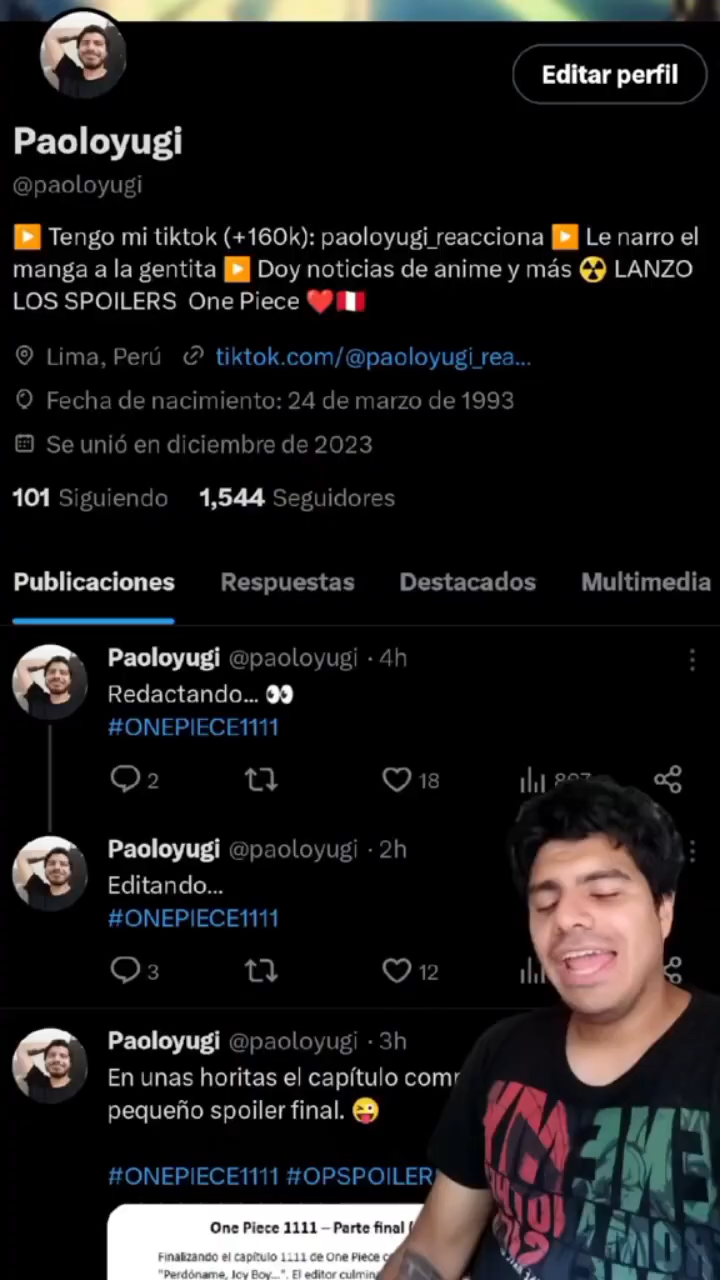 Editar perfil
Paoloyugi
@paoloyugi
▶️ Tengo mi tiktok (+160k): paoloyugi_reacciona ▶️ Le narro el
manga a la gentita ▶️ Doy noticias de anime y más ☢️ LANZO
LOS SPOILERS One Piece ❤️🇵🇪
Lima, Perú tiktok.com/@paoloyugi_rea...
Fecha de nacimiento: 24 de marzo de 1993
Se unió en diciembre de 2023
101 Siguiendo 1,544 Seguidores
Publicaciones Respuestas Destacados Multimedia
Paoloyugi @paoloyugi · 4h
Redactando... 👀
#ONEPIECE1111
2 18
Paoloyugi @paoloyugi · 2h
Editando...
#ONEPIECE1111
3 12
Paoloyugi @paoloyugi · 3h
En unas horitas el capítulo
pequeño spoiler final. 😜
#ONEPIECE1111 #OPSPOILER
One Piece 1111 – Parte final
Finalizando el capítulo 1111 de One Piece
"Perdóname, Joy Boy...". El editor